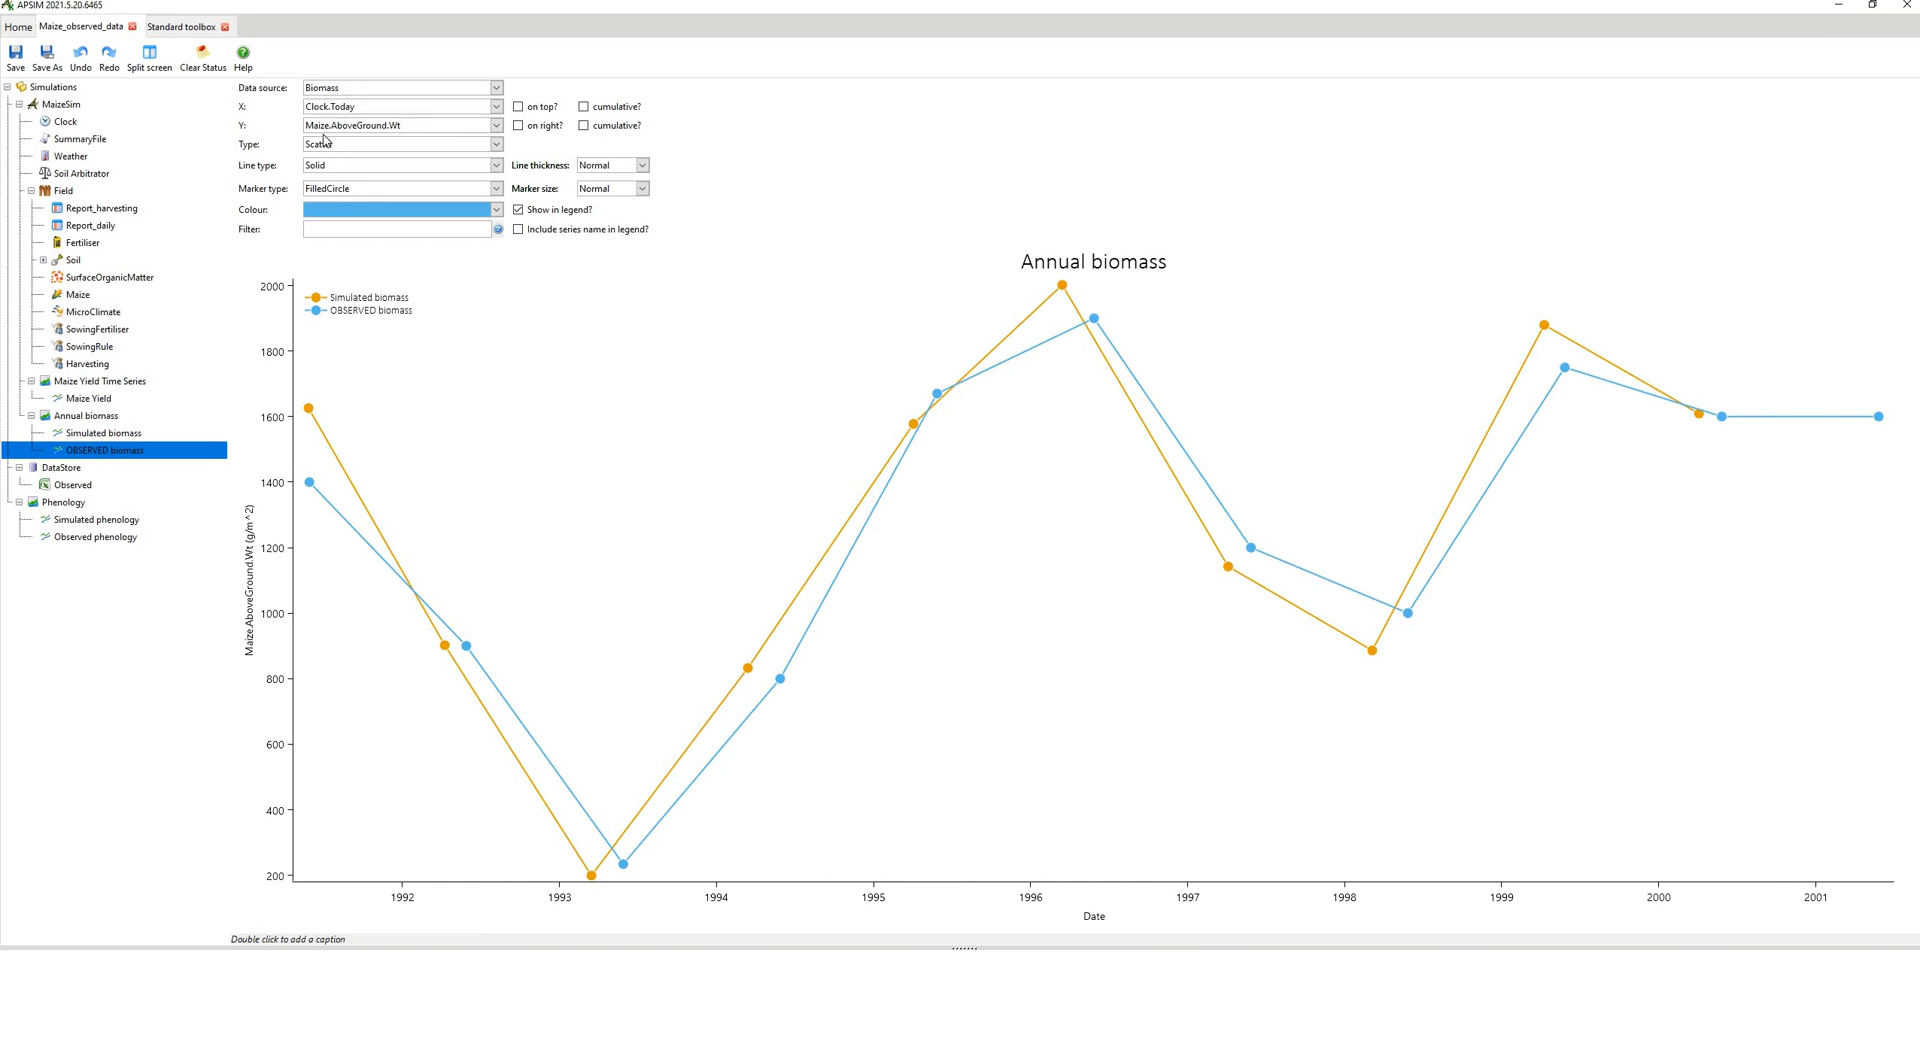 APSIM 2021.5.20.6465
Home Maize_observed_data Standard toolbox
Save Save As Undo Redo Split screen Clear Status Help
Simulations
MaizeSim
Clock
SummaryFile
Weather
Soil Arbitrator
Field
Report_harvesting
Report_daily
Fertiliser
Soil
SurfaceOrganicMatter
Maize
MicroClimate
SowingFertiliser
SowingRule
Harvesting
Maize Yield Time Series
Maize Yield
Annual biomass
Simulated biomass
OBSERVED biomass
DataStore
Observed
Phenology
Simulated phenology
Observed phenology
Data source: Biomass
X: Clock.Today on top? cumulative?
Y: Maize.AboveGround.Wt on right? cumulative?
Type: Scatter
Line type: Solid Line thickness: Normal
Marker type: FilledCircle Marker size: Normal
Colour: Show in legend?
Filter: Include series name in legend?
Annual biomass
Simulated biomass
OBSERVED biomass
2000
1800
1600
1400
1200
1000
800
600
400
200
Maize.AboveGround.Wt (g/m^2)
1992 1993 1994 1995 1996 1997 1998 1999 2000 2001
Date
Double click to add a caption